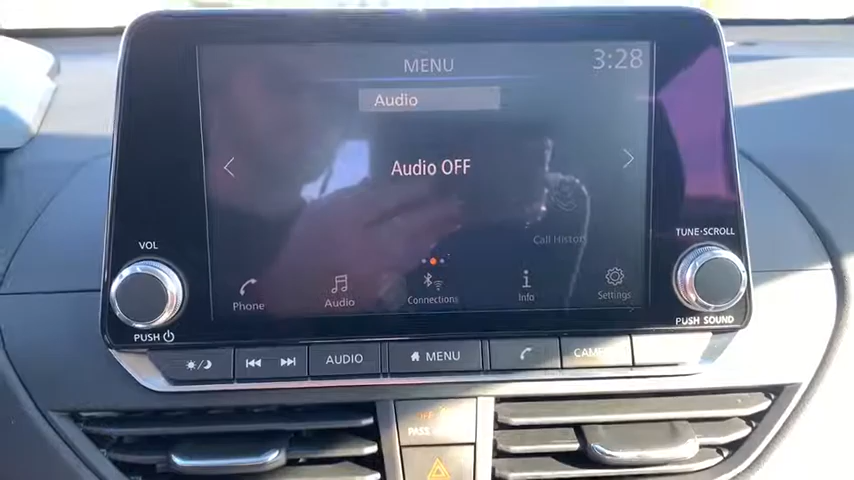 MENU
3:28
Audio
Audio OFF
Call History
VOL
TUNE·SCROLL
Phone
Audio
Connections
Info
Settings
PUSH
PUSH SOUND
AUDIO
MENU
PASS